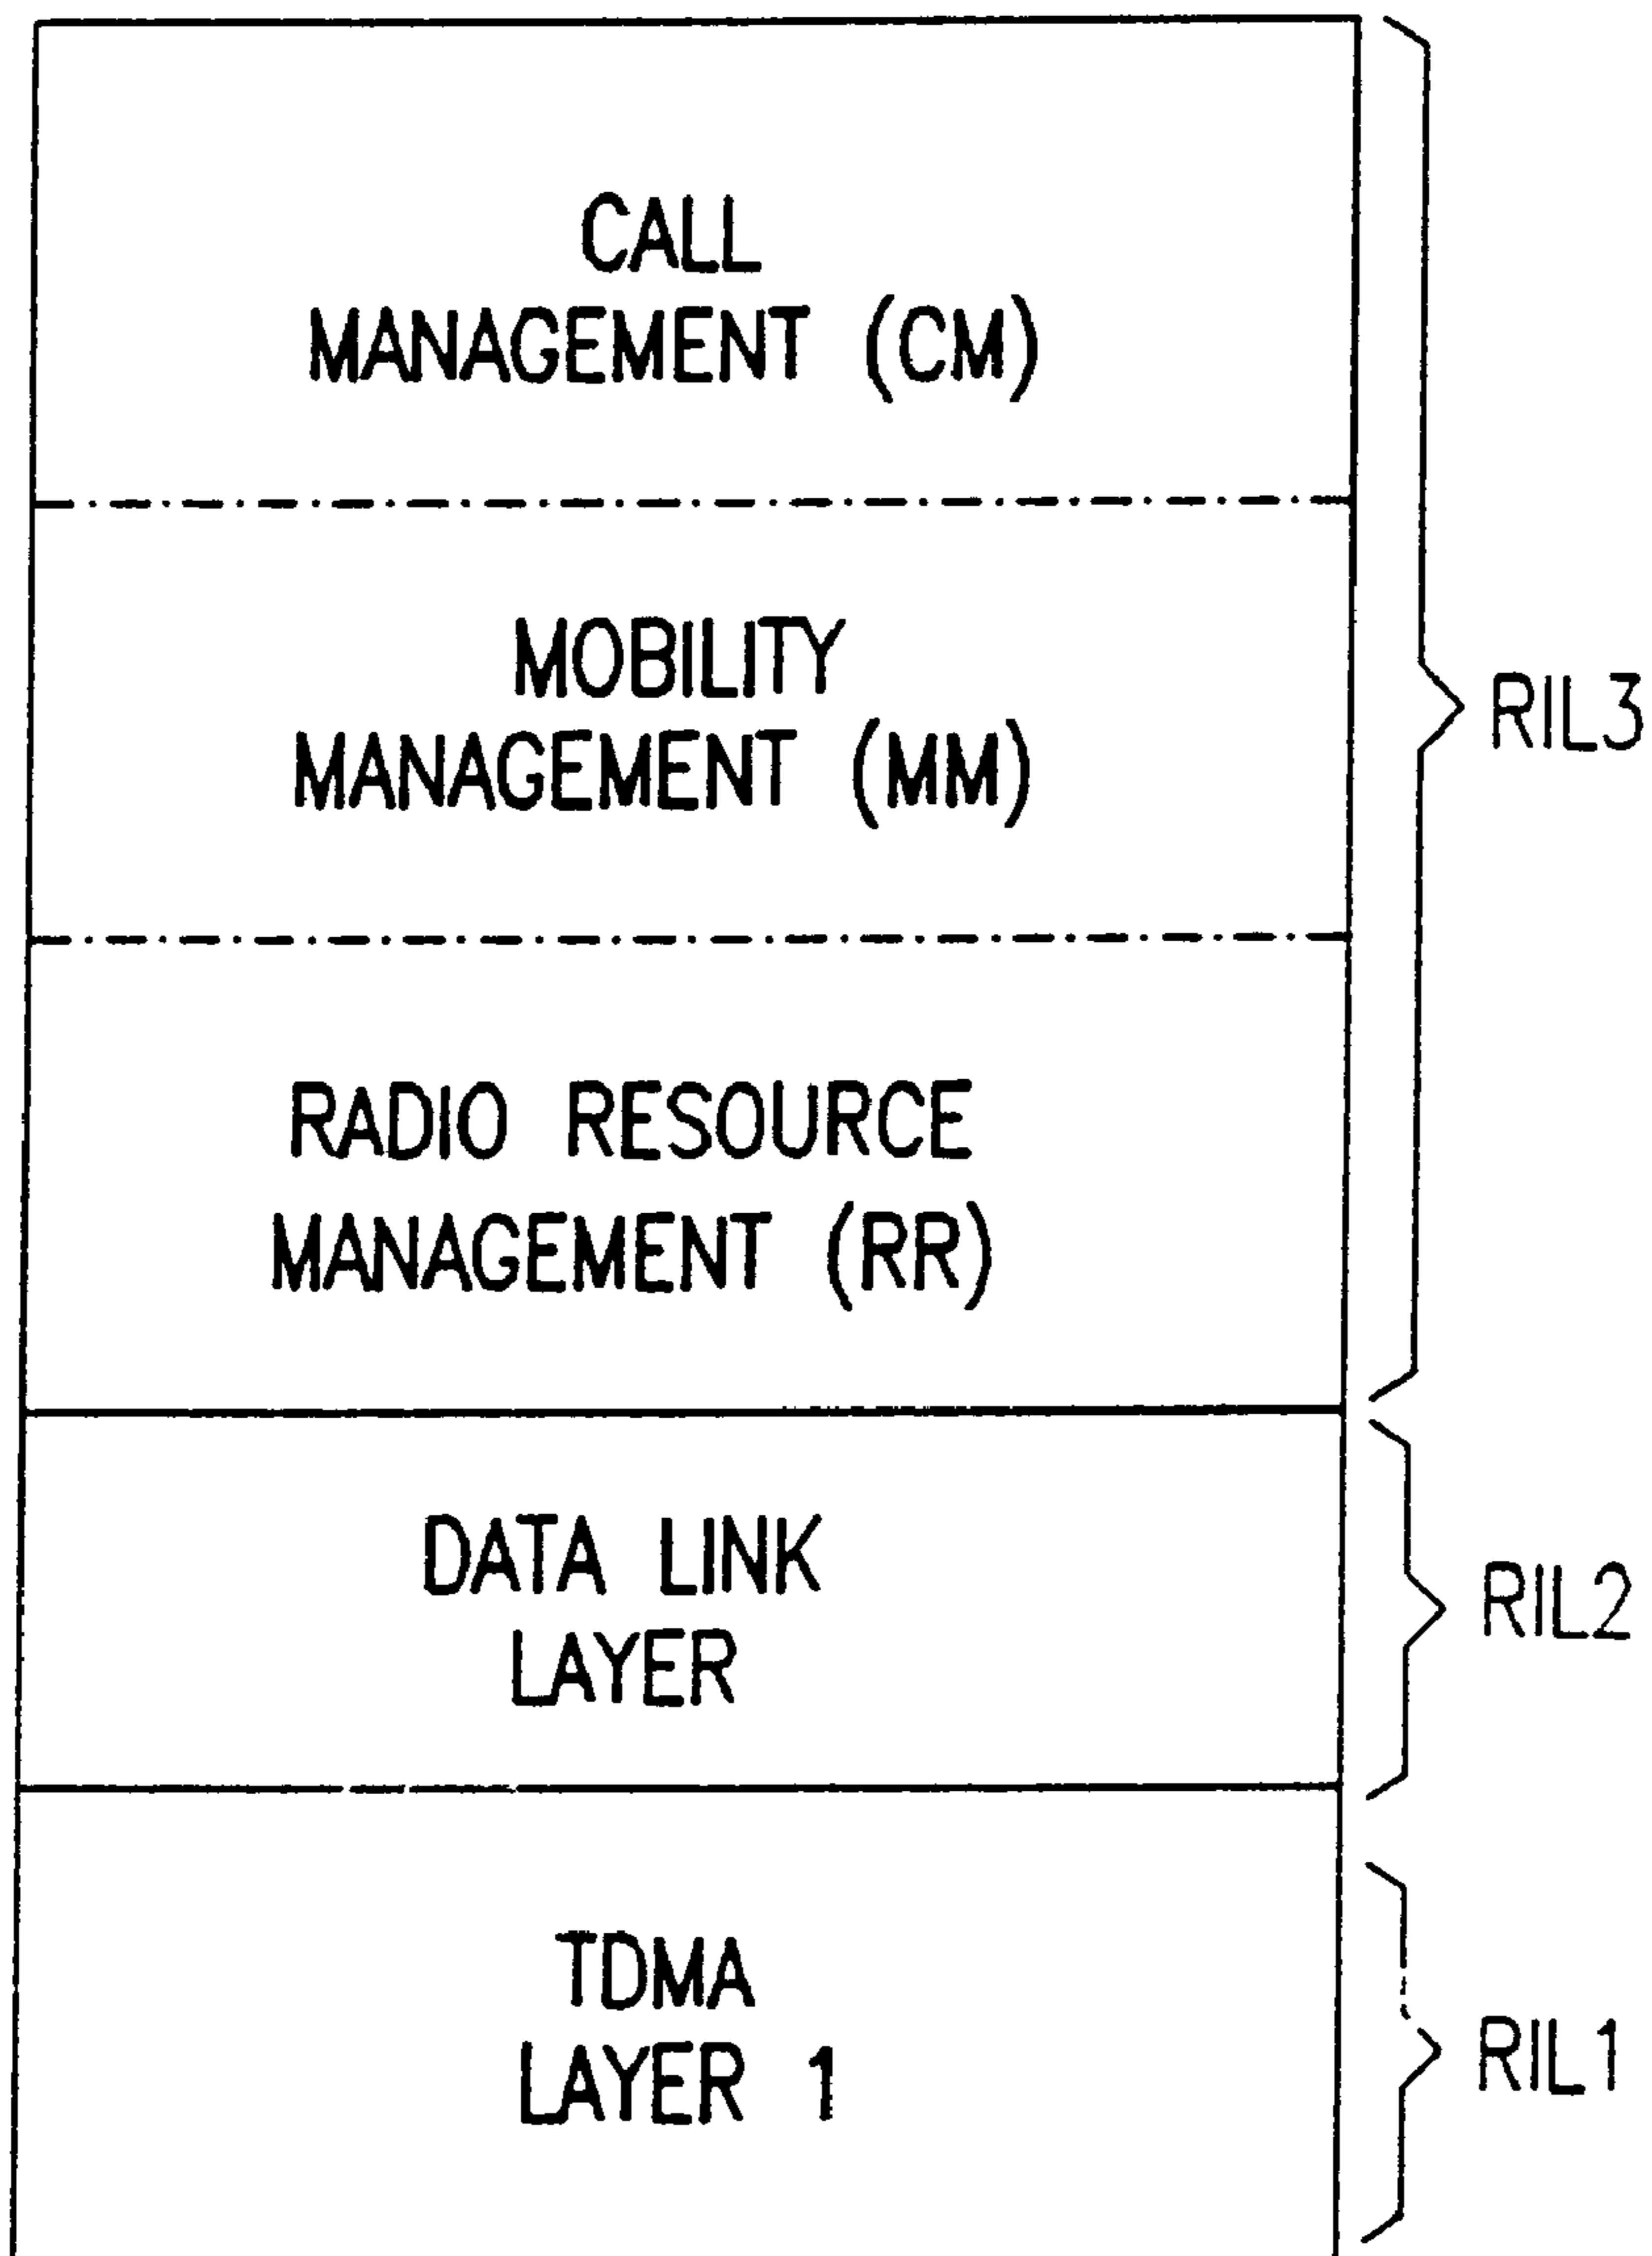 CALL
MANAGEMENT (CM)
MOBILITY
MANAGEMENT (MM)
RIL3
RADIO RESOURCE
MANAGEMENT (RR)
DATA LINK
LAYER
RIL2
TDMA
LAYER 1
RIL1